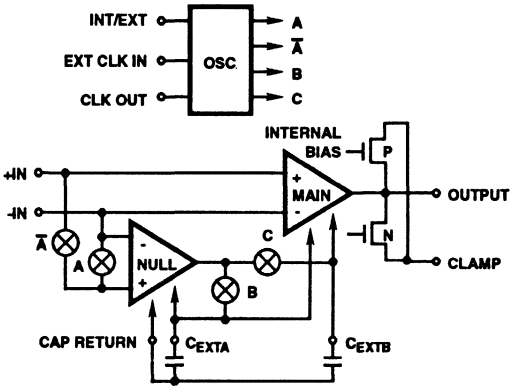 INT/EXT
EXT CLK IN
CLK OUT
OSC.
A
A̅
B
C
INTERNAL
BIAS
P
+IN
-IN
+
MAIN
-
OUTPUT
N
CLAMP
A̅
A
-
NULL
+
C
B
CAP RETURN
CEXTA
CEXTB